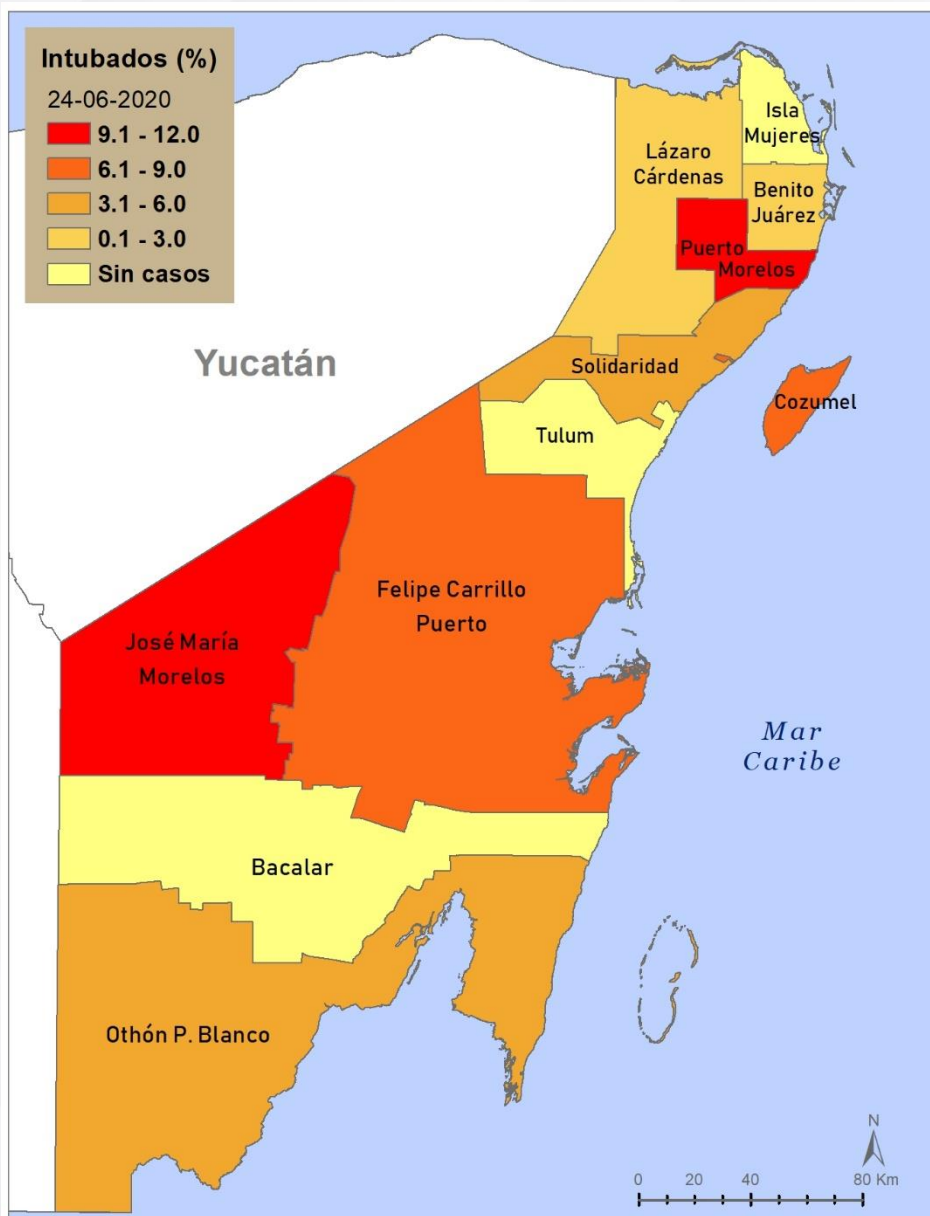 Intubados (%)
24-06-2020
9.1 - 12.0
6.1 - 9.0
3.1 - 6.0
0.1 - 3.0
Sin casos
Isla
Mujeres
Lázaro
Cárdenas
Benito
Juárez
Puerto
Morelos
Yucatán
Solidaridad
Cozumel
Tulum
Felipe Carrillo
Puerto
José María
Morelos
Mar
Caribe
Bacalar
Othón P. Blanco
N
0 20 40 80 Km